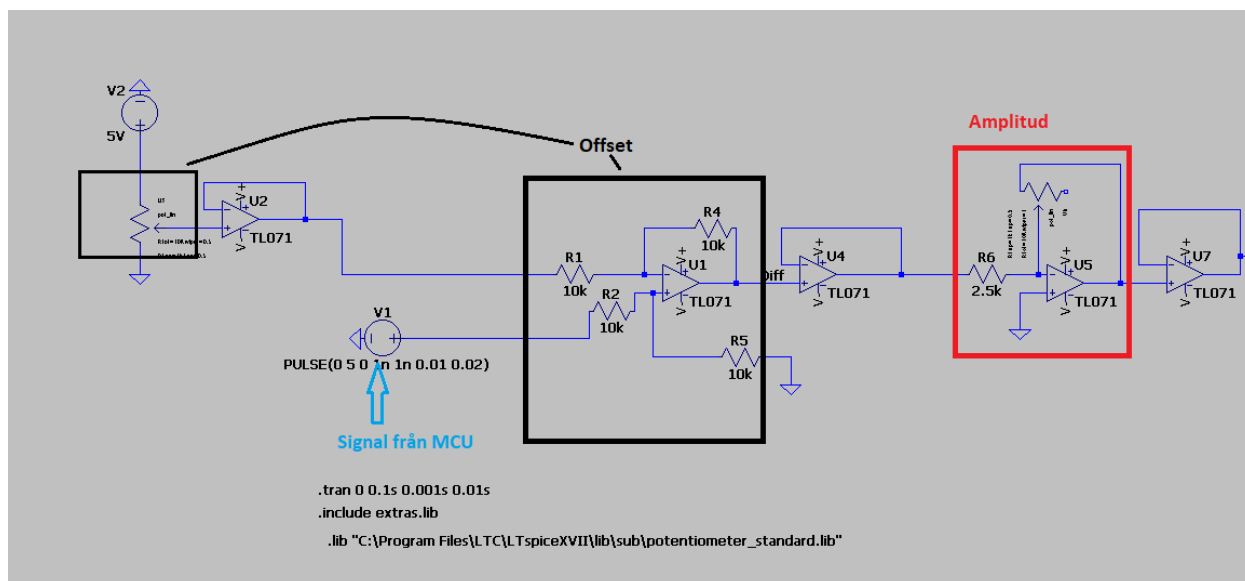 V2
5V
pot_lin
U2
TL071
Offset
R1
10k
R2
10k
R4
10k
U1
TL071
R5
10k
Diff
U4
TL071
Amplitud
R6
2.5k
U5
TL071
U7
TL071
V1
PULSE(0 5 0 1n 1n 0.01 0.02)
Signal från MCU
.tran 0 0.1s 0.001s 0.01s
.include extras.lib
.lib "C:\Program Files\LTC\LTspiceXVII\lib\sub\potentiometer_standard.lib"